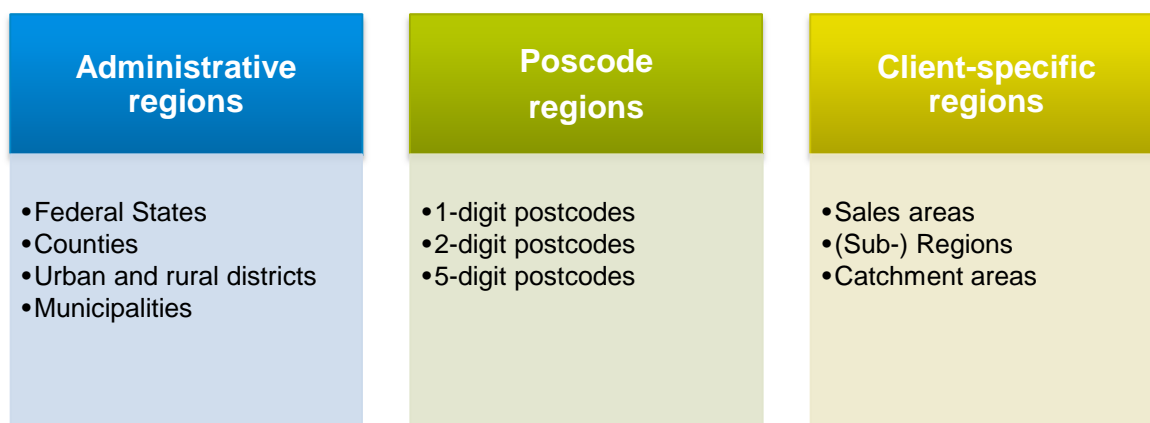 Administrative
regions
•Federal States
•Counties
•Urban and rural districts
•Municipalities
Poscode
regions
•1-digit postcodes
•2-digit postcodes
•5-digit postcodes
Client-specific
regions
•Sales areas
•(Sub-) Regions
•Catchment areas